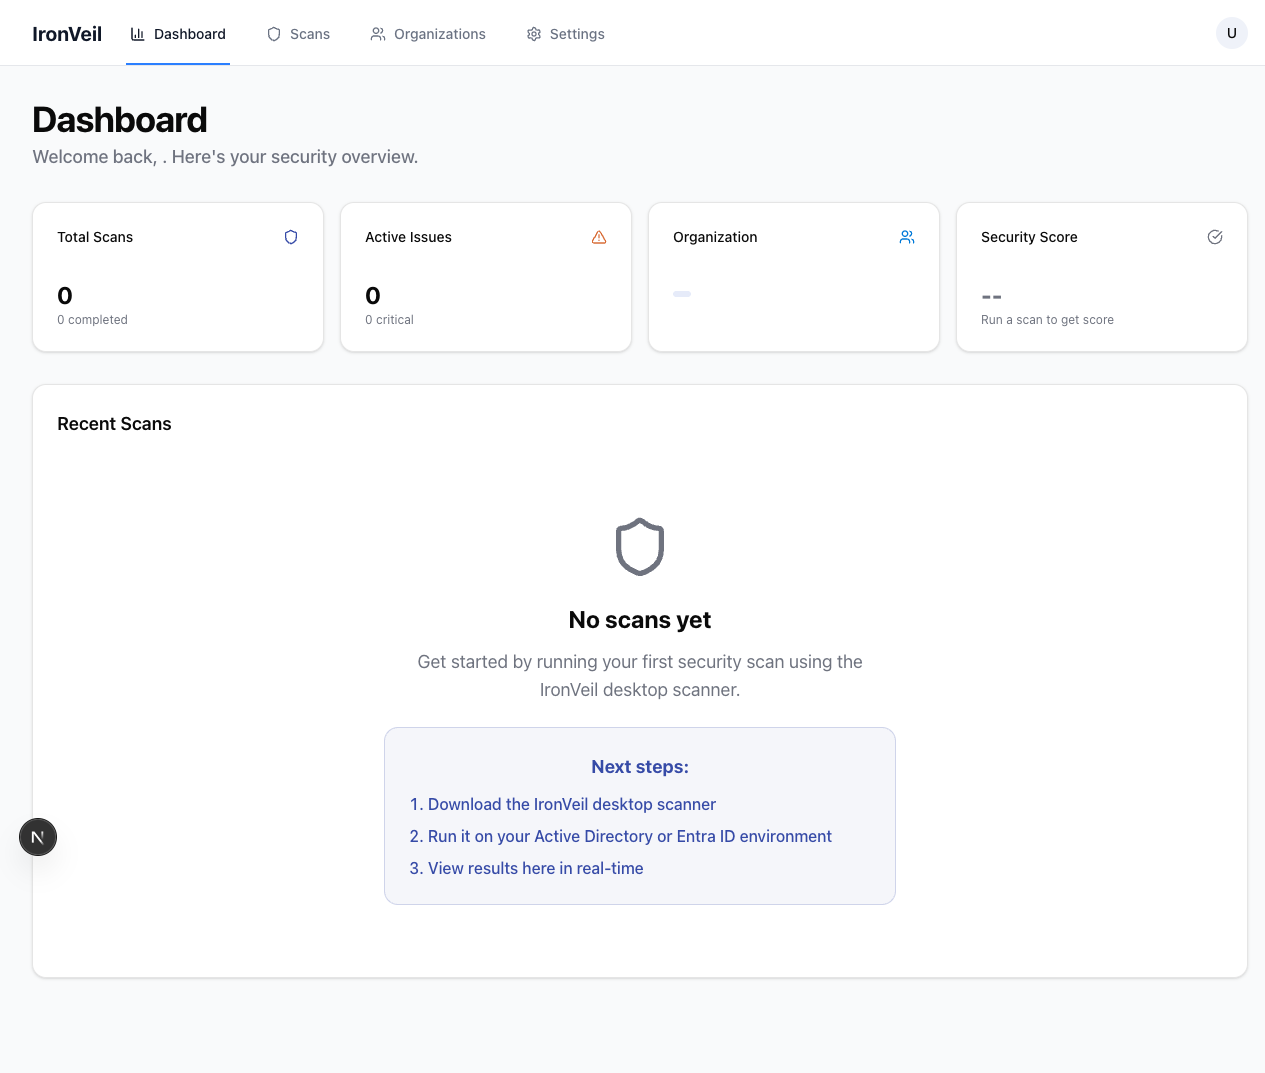 IronVeil
Dashboard
Scans
Organizations
Settings
U
Dashboard
Welcome back, . Here's your security overview.
Total Scans
0
0 completed
Active Issues
0
0 critical
Organization
Security Score
--
Run a scan to get score
Recent Scans
No scans yet
Get started by running your first security scan using the
IronVeil desktop scanner.
Next steps:
1. Download the IronVeil desktop scanner
2. Run it on your Active Directory or Entra ID environment
3. View results here in real-time
N